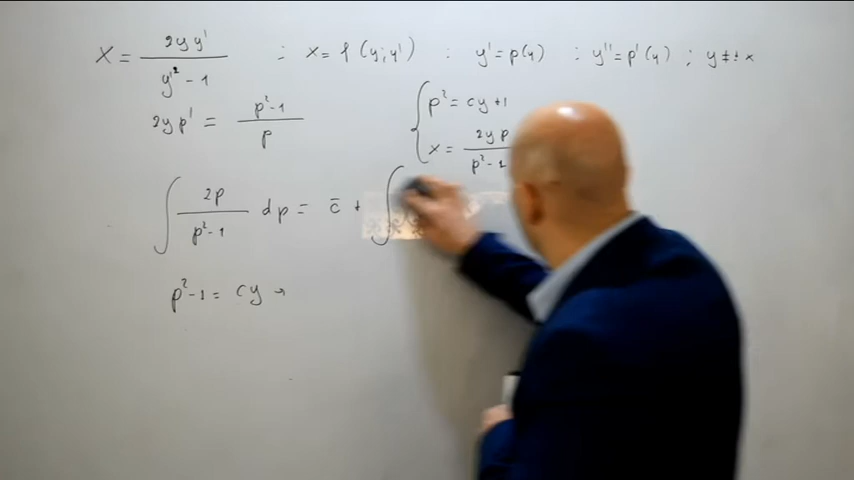 x = 2yy' / y'² - 1 : x = f(y; y') : y' = p(y) : y'' = p'(y) ; y ≠ ± x
2yp' = p²-1 / p
{ p² = cy+1
x = 2yp / p²-1
∫ 2p / p²-1 dp = c̄ + ∫
p²-1 = cy →